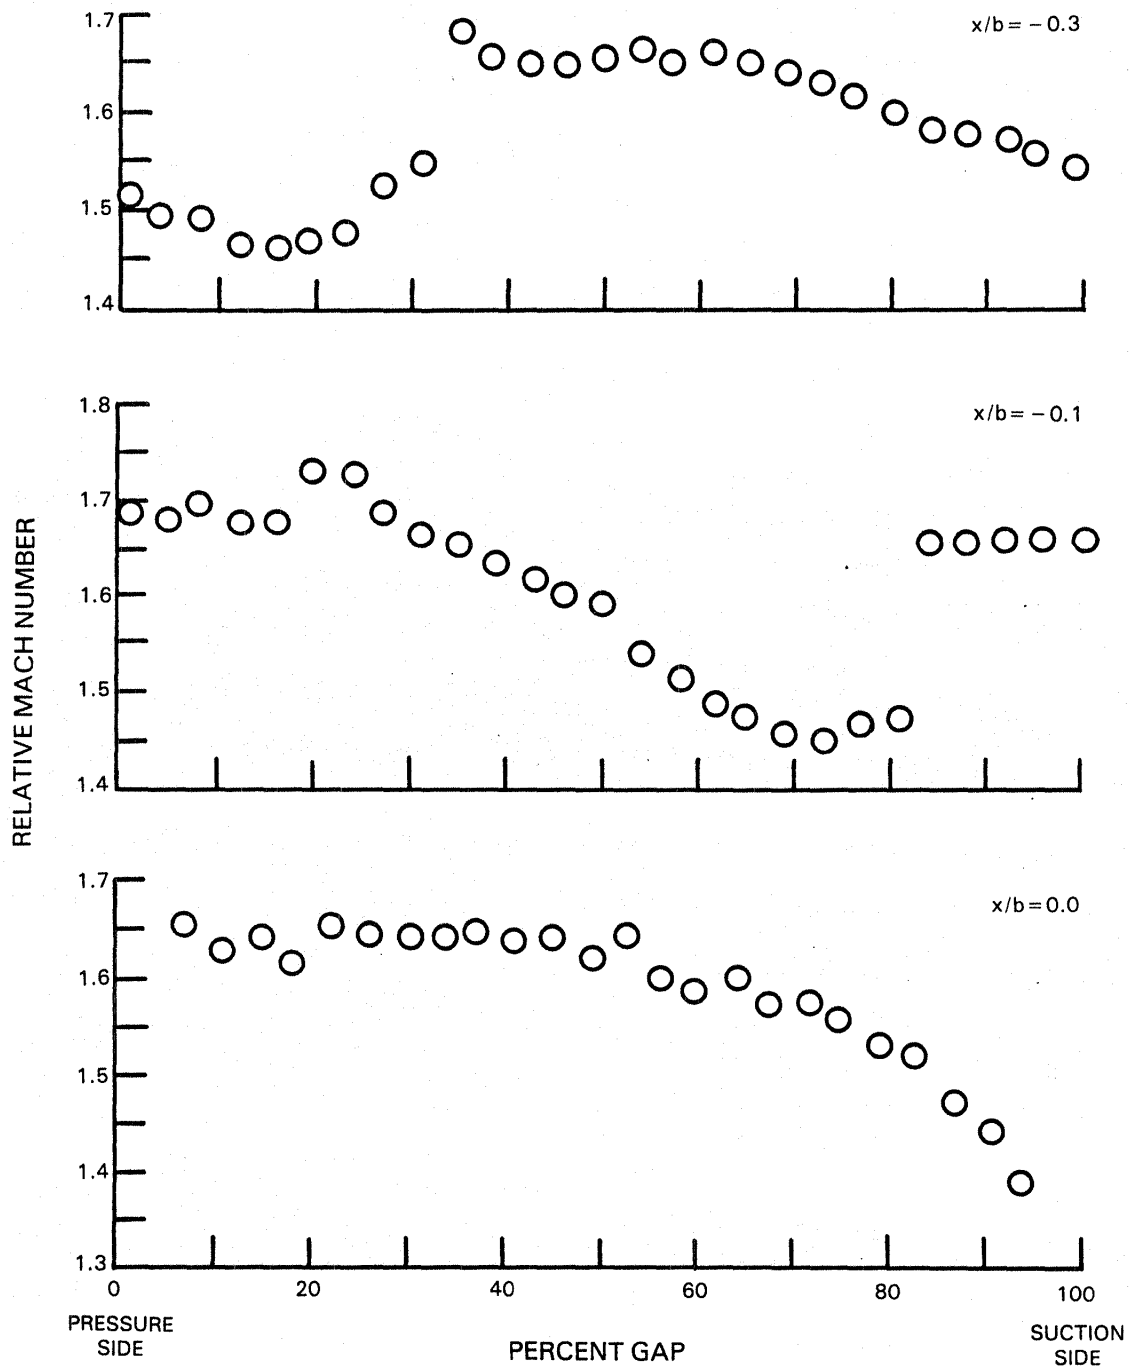 1.7
x/b = – 0.3
1.6
1.5
1.4
1.8
x/b = – 0.1
1.7
1.6
1.5
1.4
RELATIVE MACH NUMBER
1.7
x/b = 0.0
1.6
1.5
1.4
1.3
0 20 40 60 80 100
PRESSURE
SIDE
PERCENT GAP
SUCTION
SIDE